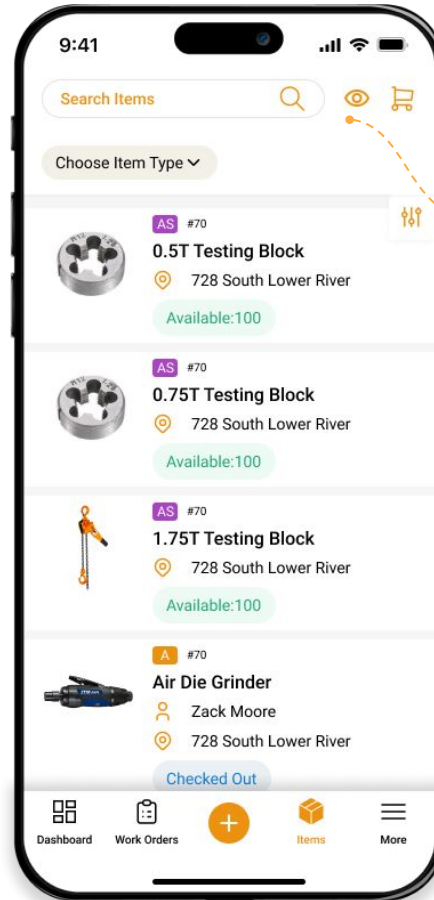 9:41
Search Items
Choose Item Type
AS #70
0.5T Testing Block
728 South Lower River
Available:100
AS #70
0.75T Testing Block
728 South Lower River
Available:100
AS #70
1.75T Testing Block
728 South Lower River
Available:100
A #70
Air Die Grinder
Zack Moore
728 South Lower River
Checked Out
Dashboard Work Orders Items More